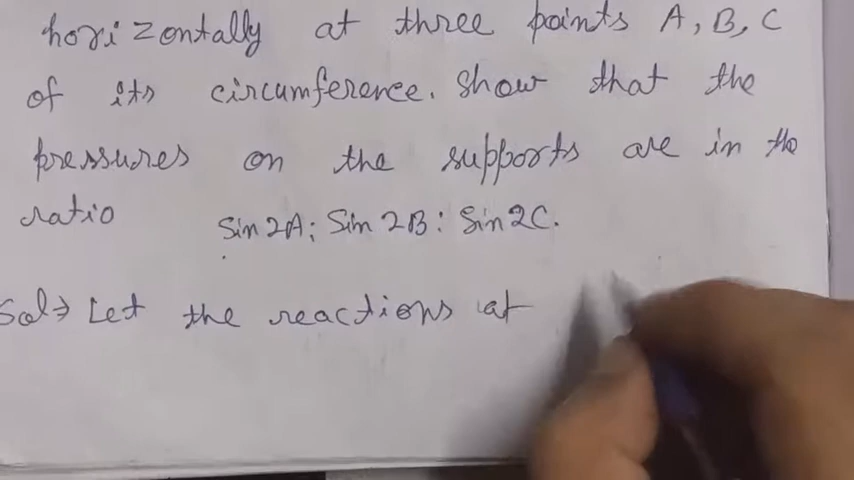 horizontally at three points A, B, C
of its circumference. Show that the
pressures on the supports are in the
ratio Sin 2A : Sin 2B : Sin 2C.
Sol→ Let the reactions at